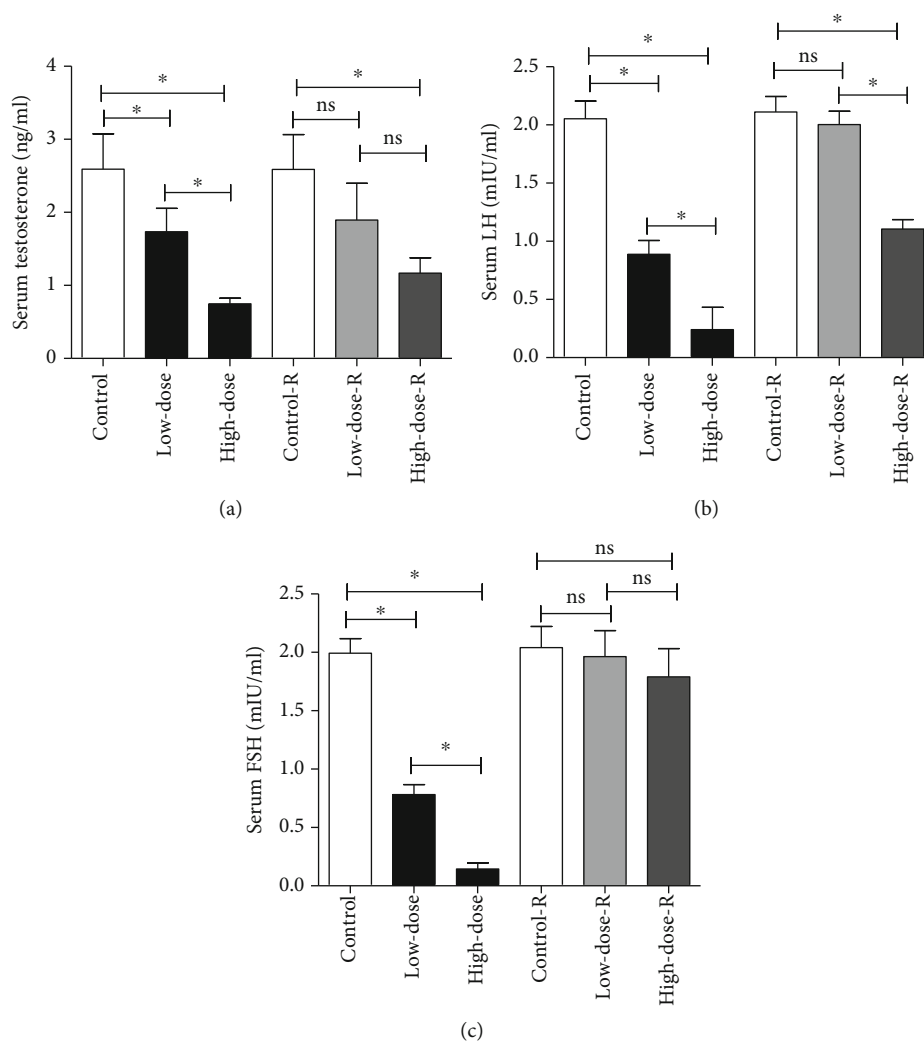 *
*
*
*
ns
ns
Serum testosterone (ng/ml)
4
3
2
1
0
Control
Low-dose
High-dose
Control-R
Low-dose-R
High-dose-R
(a)
*
*
*
*
ns
*
Serum LH (mIU/ml)
2.5
2.0
1.5
1.0
0.5
0.0
Control
Low-dose
High-dose
Control-R
Low-dose-R
High-dose-R
(b)
ns
*
ns
*
ns
*
Serum FSH (mIU/ml)
2.5
2.0
1.5
1.0
0.5
0.0
Control
Low-dose
High-dose
Control-R
Low-dose-R
High-dose-R
(c)